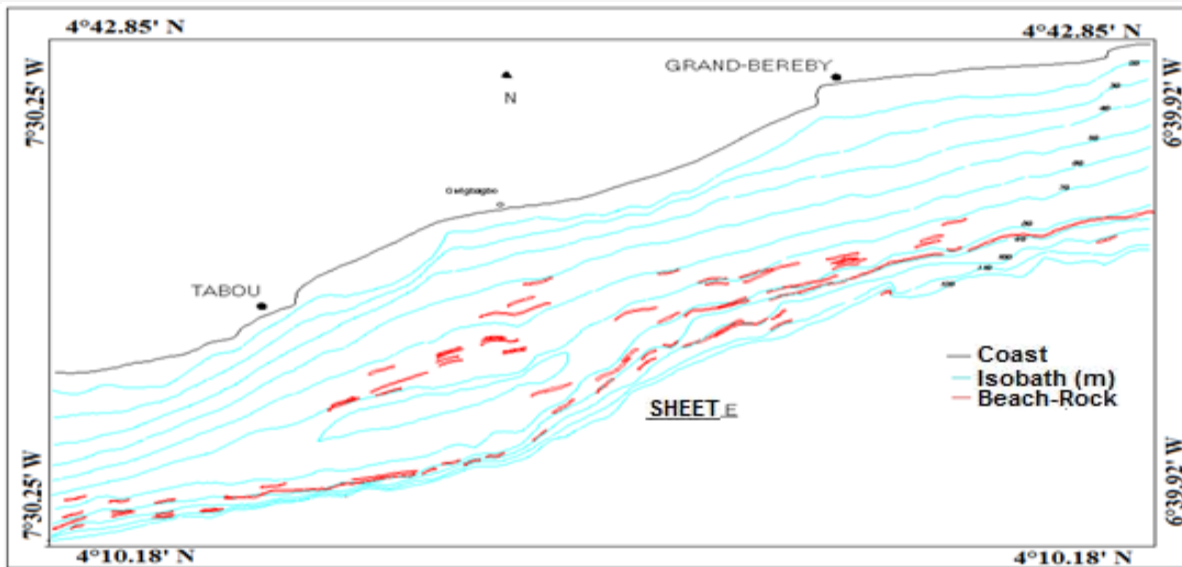 4°42.85' N
4°42.85' N
7°30.25' W
6°39.92' W
GRAND-BEREBY
N
TABOU
Coast
Isobath (m)
Beach-Rock
SHEET E
7°30.25' W
6°39.92' W
4°10.18' N
4°10.18' N